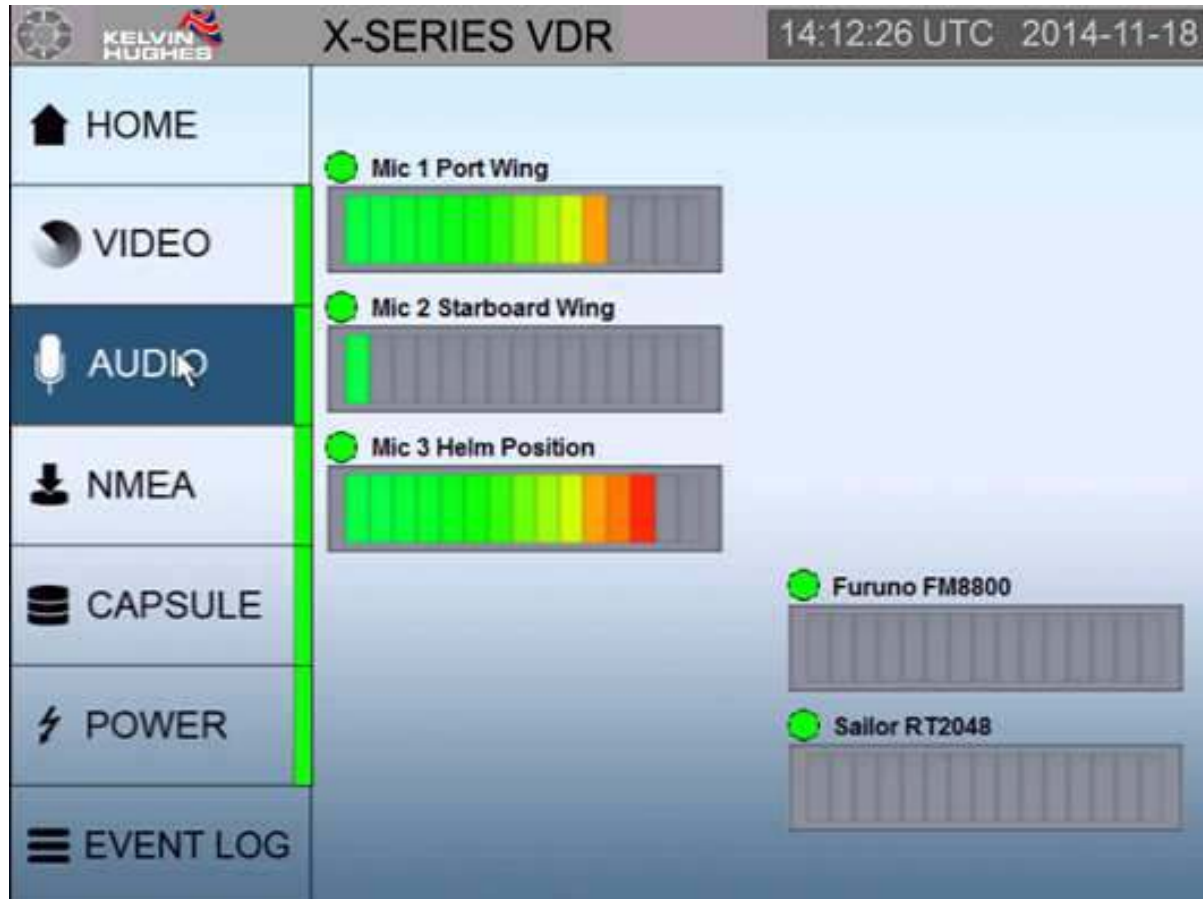 KELVIN HUGHES
X-SERIES VDR
14:12:26 UTC 2014-11-18
HOME
VIDEO
AUDIO
NMEA
CAPSULE
POWER
EVENT LOG
Mic 1 Port Wing
Mic 2 Starboard Wing
Mic 3 Helm Position
Furuno FM8800
Sailor RT2048